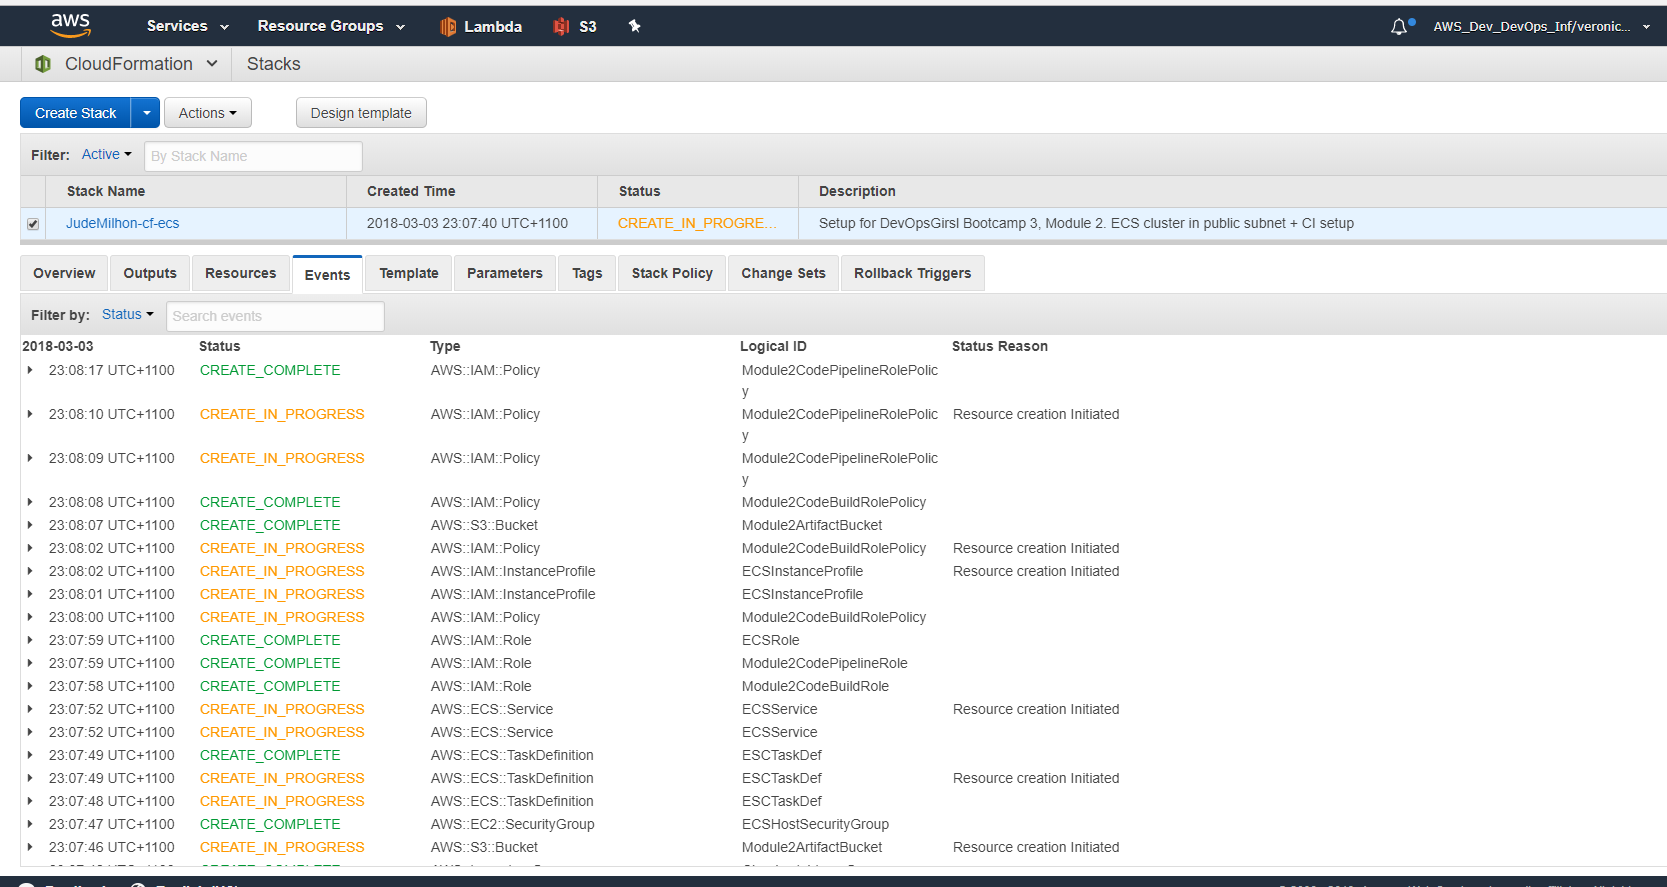 aws Services Resource Groups Lambda S3 AWS_Dev_DevOps_Inf/veronic...
CloudFormation Stacks
Create Stack Actions Design template
Filter: Active By Stack Name
Stack Name Created Time Status Description
JudeMilhon-cf-ecs 2018-03-03 23:07:40 UTC+1100 CREATE_IN_PROGRE... Setup for DevOpsGirsl Bootcamp 3, Module 2. ECS cluster in public subnet + CI setup
Overview Outputs Resources Events Template Parameters Tags Stack Policy Change Sets Rollback Triggers
Filter by: Status Search events
2018-03-03 Status Type Logical ID Status Reason
23:08:17 UTC+1100 CREATE_COMPLETE AWS::IAM::Policy Module2CodePipelineRolePolic
y
23:08:10 UTC+1100 CREATE_IN_PROGRESS AWS::IAM::Policy Module2CodePipelineRolePolic Resource creation Initiated
y
23:08:09 UTC+1100 CREATE_IN_PROGRESS AWS::IAM::Policy Module2CodePipelineRolePolic
y
23:08:08 UTC+1100 CREATE_COMPLETE AWS::IAM::Policy Module2CodeBuildRolePolicy
23:08:07 UTC+1100 CREATE_COMPLETE AWS::S3::Bucket Module2ArtifactBucket
23:08:02 UTC+1100 CREATE_IN_PROGRESS AWS::IAM::Policy Module2CodeBuildRolePolicy Resource creation Initiated
23:08:02 UTC+1100 CREATE_IN_PROGRESS AWS::IAM::InstanceProfile ECSInstanceProfile Resource creation Initiated
23:08:01 UTC+1100 CREATE_IN_PROGRESS AWS::IAM::InstanceProfile ECSInstanceProfile
23:08:00 UTC+1100 CREATE_IN_PROGRESS AWS::IAM::Policy Module2CodeBuildRolePolicy
23:07:59 UTC+1100 CREATE_COMPLETE AWS::IAM::Role ECSRole
23:07:59 UTC+1100 CREATE_COMPLETE AWS::IAM::Role Module2CodePipelineRole
23:07:58 UTC+1100 CREATE_COMPLETE AWS::IAM::Role Module2CodeBuildRole
23:07:52 UTC+1100 CREATE_IN_PROGRESS AWS::ECS::Service ECSService Resource creation Initiated
23:07:52 UTC+1100 CREATE_IN_PROGRESS AWS::ECS::Service ECSService
23:07:49 UTC+1100 CREATE_COMPLETE AWS::ECS::TaskDefinition ESCTaskDef
23:07:49 UTC+1100 CREATE_IN_PROGRESS AWS::ECS::TaskDefinition ESCTaskDef Resource creation Initiated
23:07:48 UTC+1100 CREATE_IN_PROGRESS AWS::ECS::TaskDefinition ESCTaskDef
23:07:47 UTC+1100 CREATE_COMPLETE AWS::EC2::SecurityGroup ECSHostSecurityGroup
23:07:46 UTC+1100 CREATE_IN_PROGRESS AWS::S3::Bucket Module2ArtifactBucket Resource creation Initiated